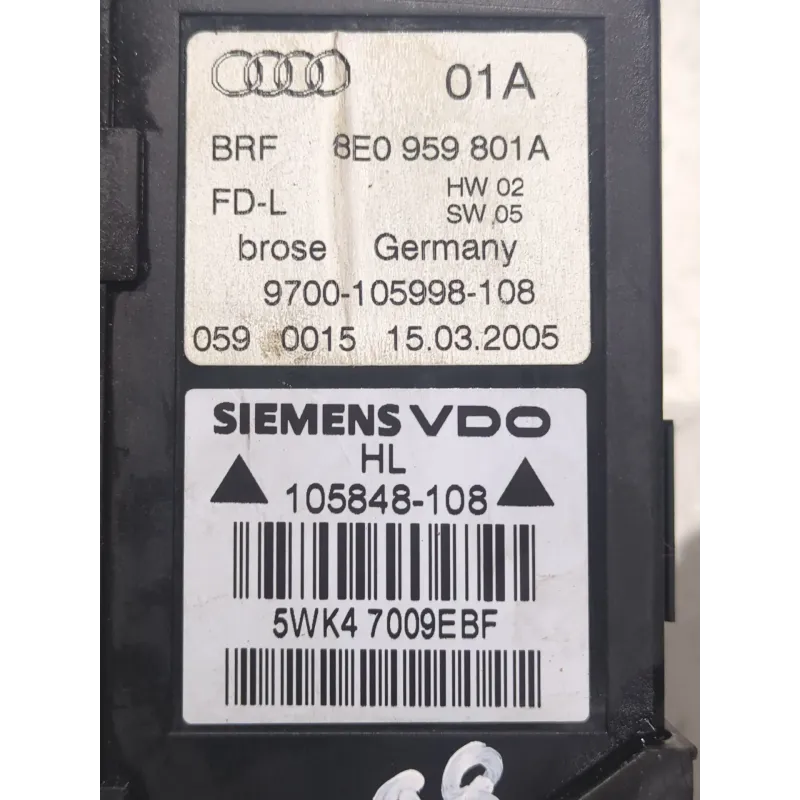 01A
BRF 8E0 959 801A
FD-L HW 02
SW 05
brose Germany
9700-105998-108
059 0015 15.03.2005
SIEMENS VDO
HL
105848-108
5WK4 7009EBF